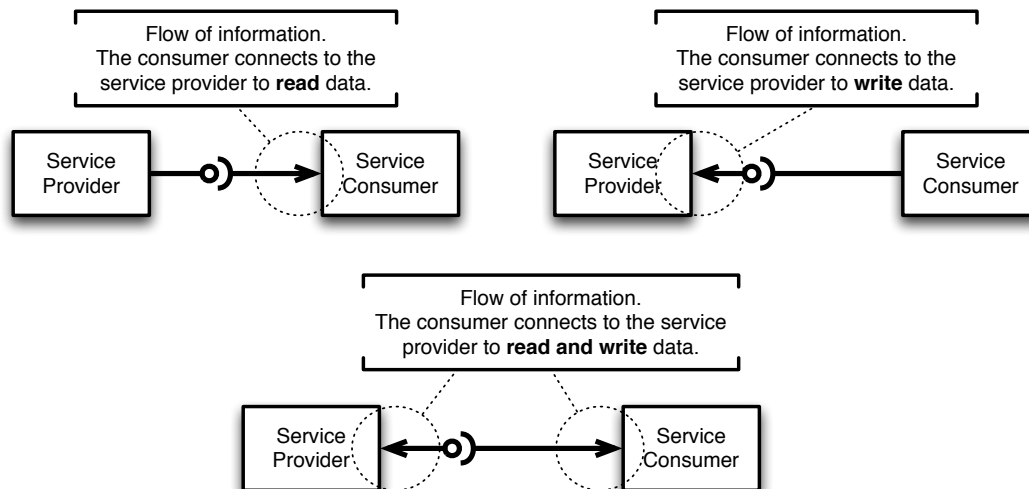 Flow of information.
The consumer connects to the
service provider to read data.
Service
Provider
Service
Consumer
Flow of information.
The consumer connects to the
service provider to write data.
Service
Provider
Service
Consumer
Flow of information.
The consumer connects to the service
provider to read and write data.
Service
Provider
Service
Consumer